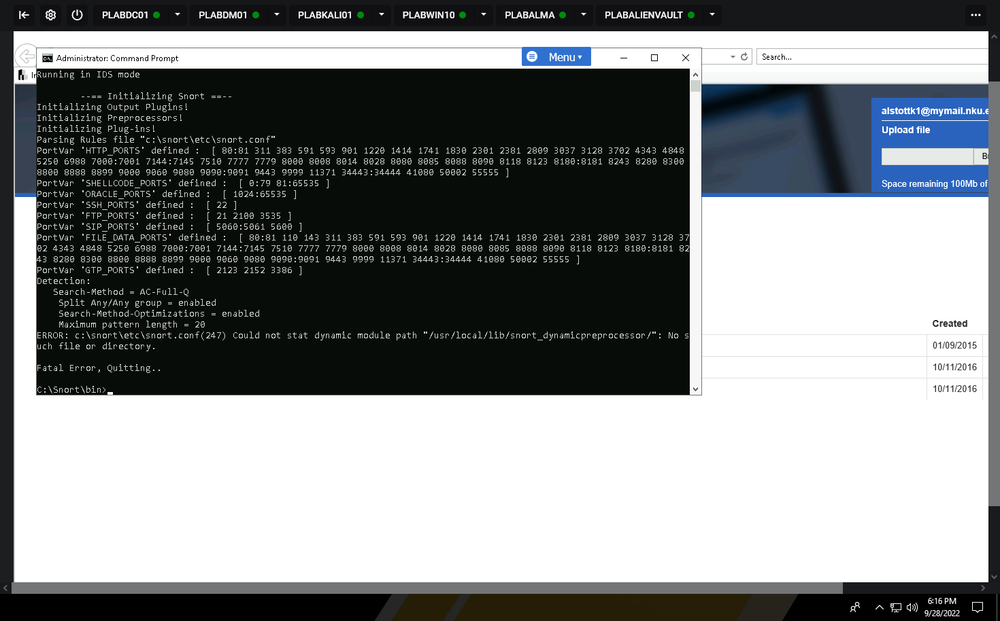 PLABDC01
PLABDM01
PLABKALI01
PLABWIN10
PLABALMA
PLABALIENVAULT
Administrator: Command Prompt
Menu
Search...
Running in IDS mode
--== Initializing Snort ==--
Initializing Output Plugins!
Initializing Preprocessors!
Initializing Plug-ins!
Parsing Rules file "c:\snort\etc\snort.conf"
PortVar 'HTTP_PORTS' defined :  [ 80:81 311 383 591 593 901 1220 1414 1741 1830 2301 2381 2809 3037 3128 3702 4343 4848
5250 6988 7000:7001 7144:7145 7510 7777 7779 8000 8008 8014 8028 8080 8085 8088 8090 8118 8123 8180:8181 8243 8280 8300
8800 8888 8899 9000 9060 9080 9090:9091 9443 9999 11371 34443:34444 41080 50002 55555 ]
PortVar 'SHELLCODE_PORTS' defined :  [ 0:79 81:65535 ]
PortVar 'ORACLE_PORTS' defined :  [ 1024:65535 ]
PortVar 'SSH_PORTS' defined :  [ 22 ]
PortVar 'FTP_PORTS' defined :  [ 21 2100 3535 ]
PortVar 'SIP_PORTS' defined :  [ 5060:5061 5600 ]
PortVar 'FILE_DATA_PORTS' defined :  [ 80:81 110 143 311 383 591 593 901 1220 1414 1741 1830 2301 2381 2809 3037 3128 37
02 4343 4848 5250 6988 7000:7001 7144:7145 7510 7777 7779 8000 8008 8014 8028 8080 8085 8088 8090 8118 8123 8180:8181 82
43 8280 8300 8800 8888 8899 9000 9060 9080 9090:9091 9443 9999 11371 34443:34444 41080 50002 55555 ]
PortVar 'GTP_PORTS' defined :  [ 2123 2152 3386 ]
Detection:
Search-Method = AC-Full-Q
Split Any/Any group = enabled
Search-Method-Optimizations = enabled
Maximum pattern length = 20
ERROR: c:\snort\etc\snort.conf(247) Could not stat dynamic module path "/usr/local/lib/snort_dynamicpreprocessor/": No s
uch file or directory.
Fatal Error, Quitting..
C:\Snort\bin>
alstottk1@mymail.nku.e
Upload file
Space remaining 100Mb of
Created
01/09/2015
10/11/2016
10/11/2016
6:16 PM
9/28/2022